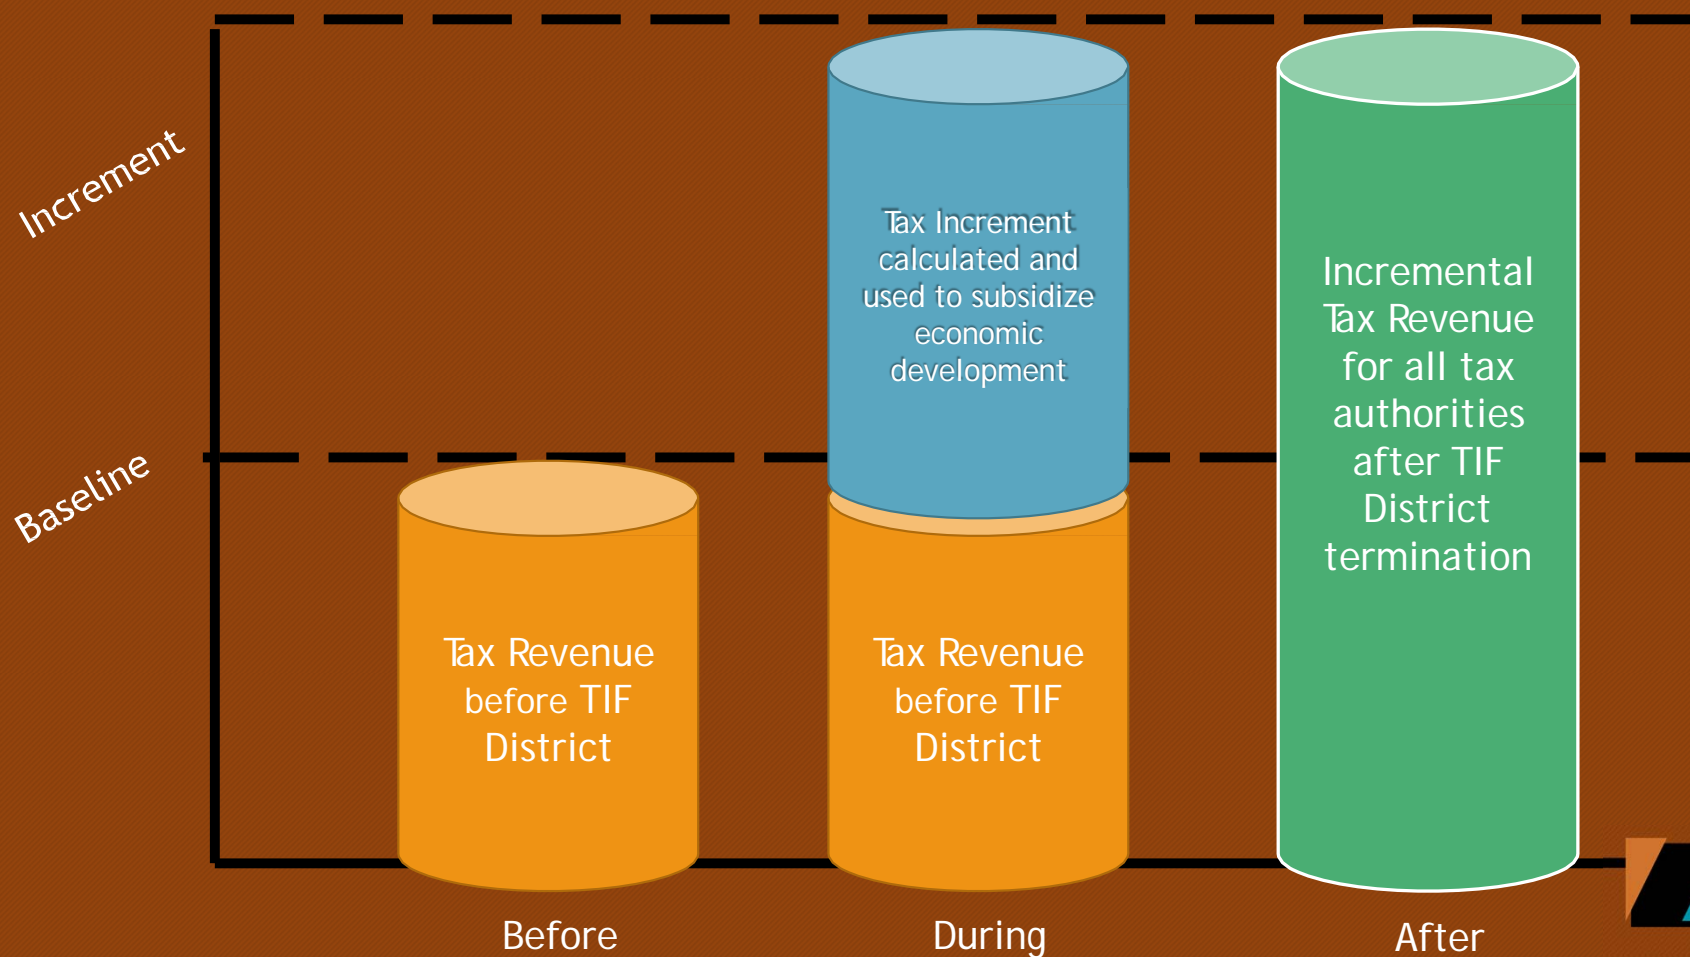 Increment
Baseline
Tax Revenue
before TIF
District
Tax Increment
calculated and
used to subsidize
economic
development
Tax Revenue
before TIF
District
Incremental
Tax Revenue
for all tax
authorities
after TIF
District
termination
Before
During
After